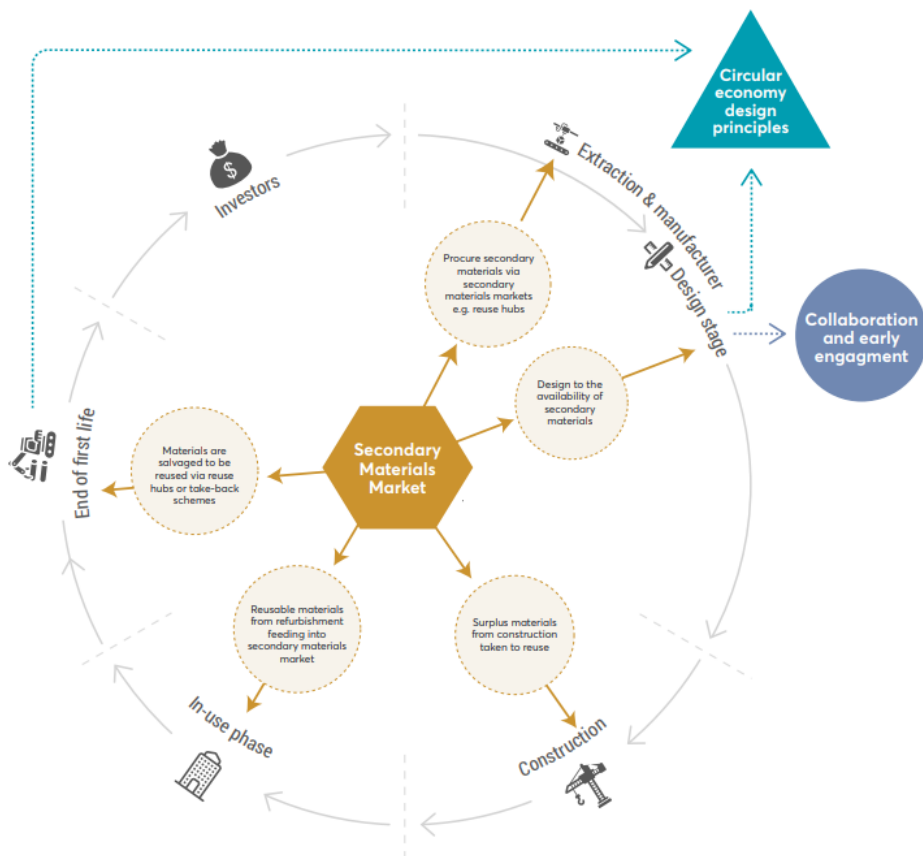 Circular
economy
design
principles
Extraction & manufacturer
Investors
$
Design stage
Procure secondary
materials via
secondary
materials markets
e.g. reuse hubs
Collaboration
and early
engagment
Design to the
availability of
secondary
materials
Secondary
Materials
Market
End of first life
Materials are
salvaged to be
reused via reuse
hubs or take-back
schemes
Reusable materials
from refurbishment
feeding into
secondary materials
market
Surplus materials
from construction
taken to reuse
In-use phase
Construction